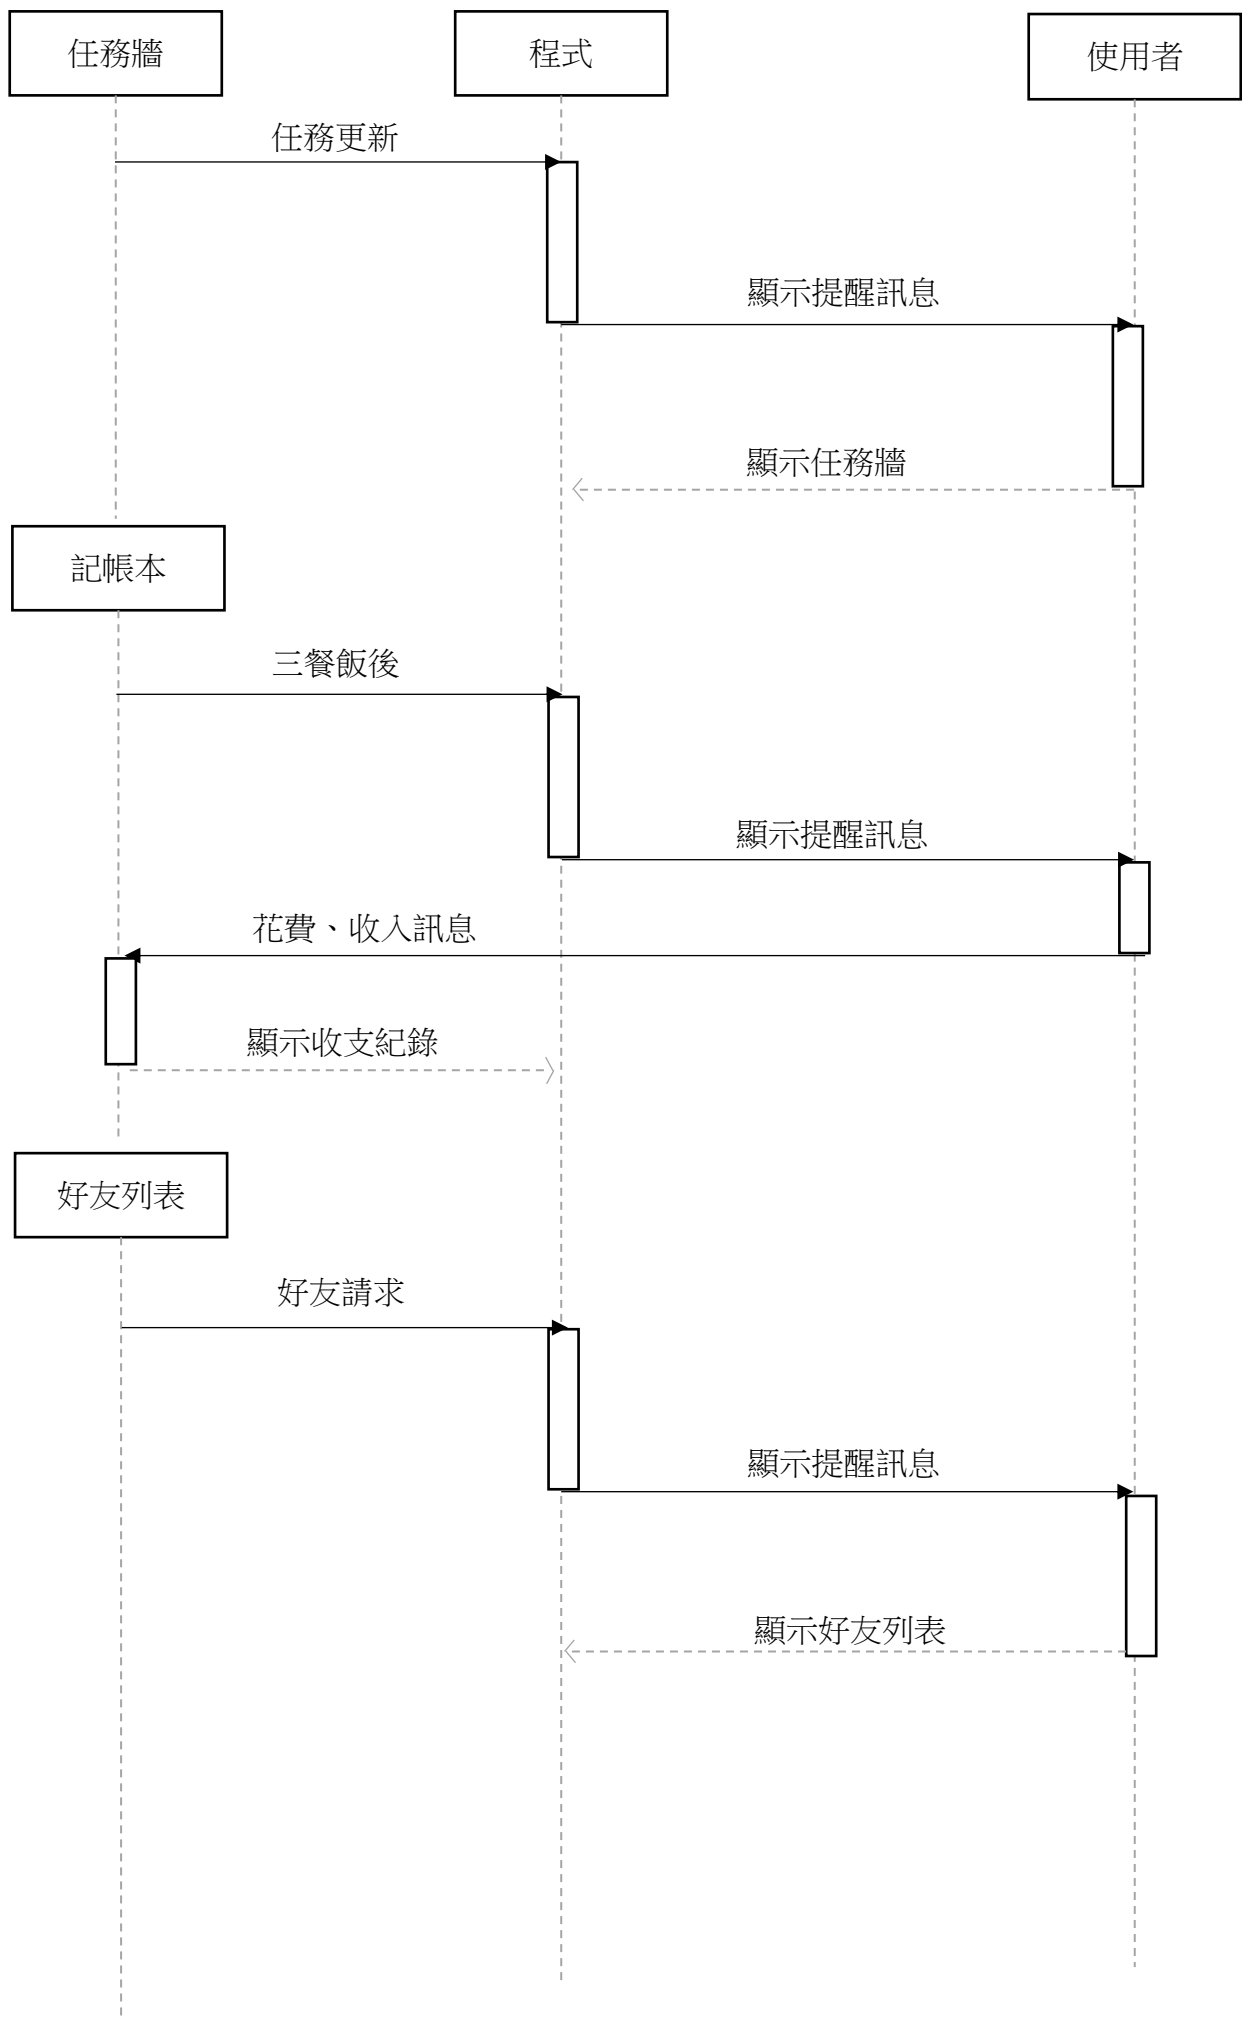 任務牆
程式
使用者
任務更新
顯示提醒訊息
顯示任務牆
記帳本
三餐飯後
顯示提醒訊息
花費、收入訊息
顯示收支紀錄
好友列表
好友請求
顯示提醒訊息
顯示好友列表